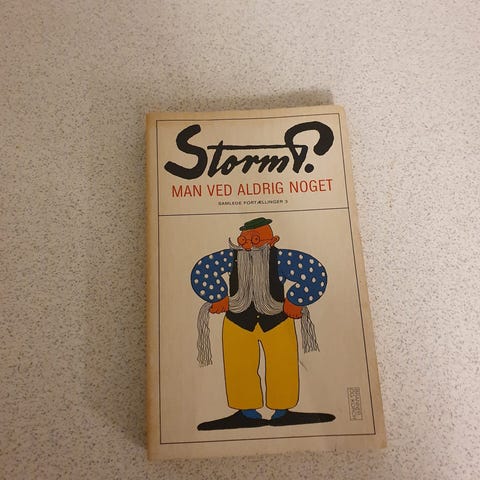 Storm P.
MAN VED ALDRIG NOGET
SAMLEDE FORTÆLLINGER 3